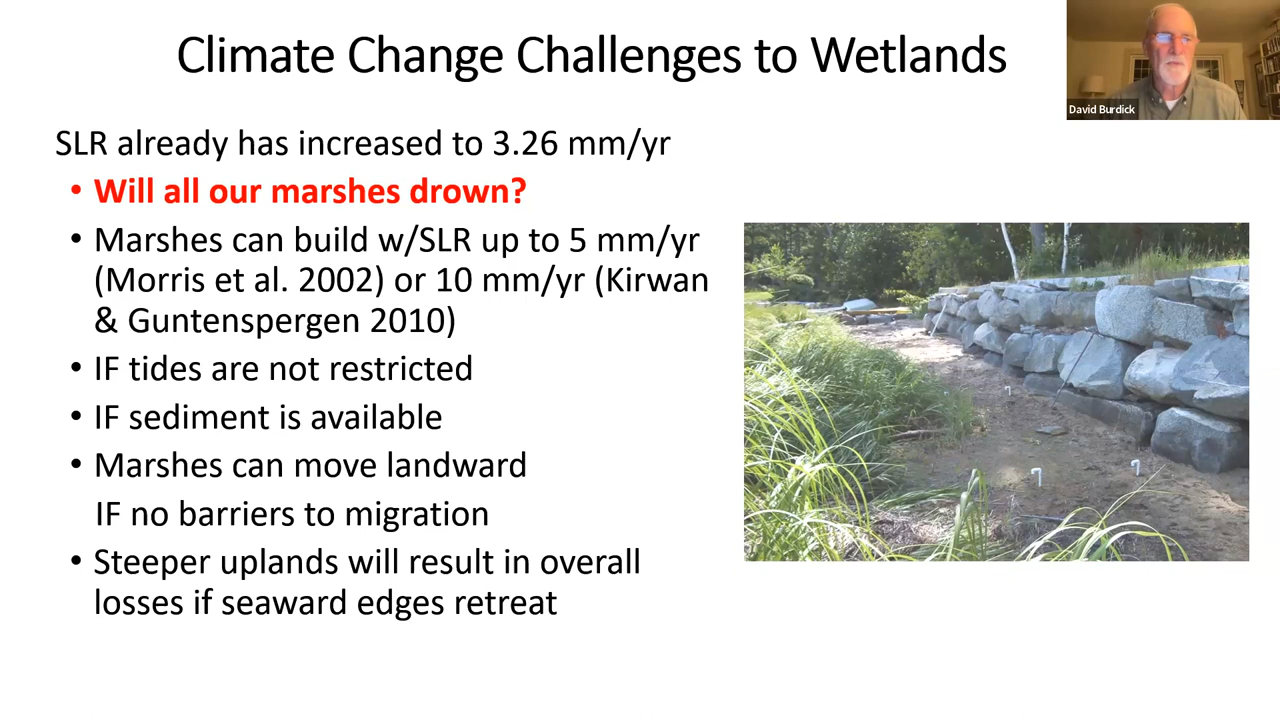 Climate Change Challenges to Wetlands
David Burdick
SLR already has increased to 3.26 mm/yr
• Will all our marshes drown?
• Marshes can build w/SLR up to 5 mm/yr
(Morris et al. 2002) or 10 mm/yr (Kirwan
& Guntenspergen 2010)
• IF tides are not restricted
• IF sediment is available
• Marshes can move landward
IF no barriers to migration
• Steeper uplands will result in overall
losses if seaward edges retreat